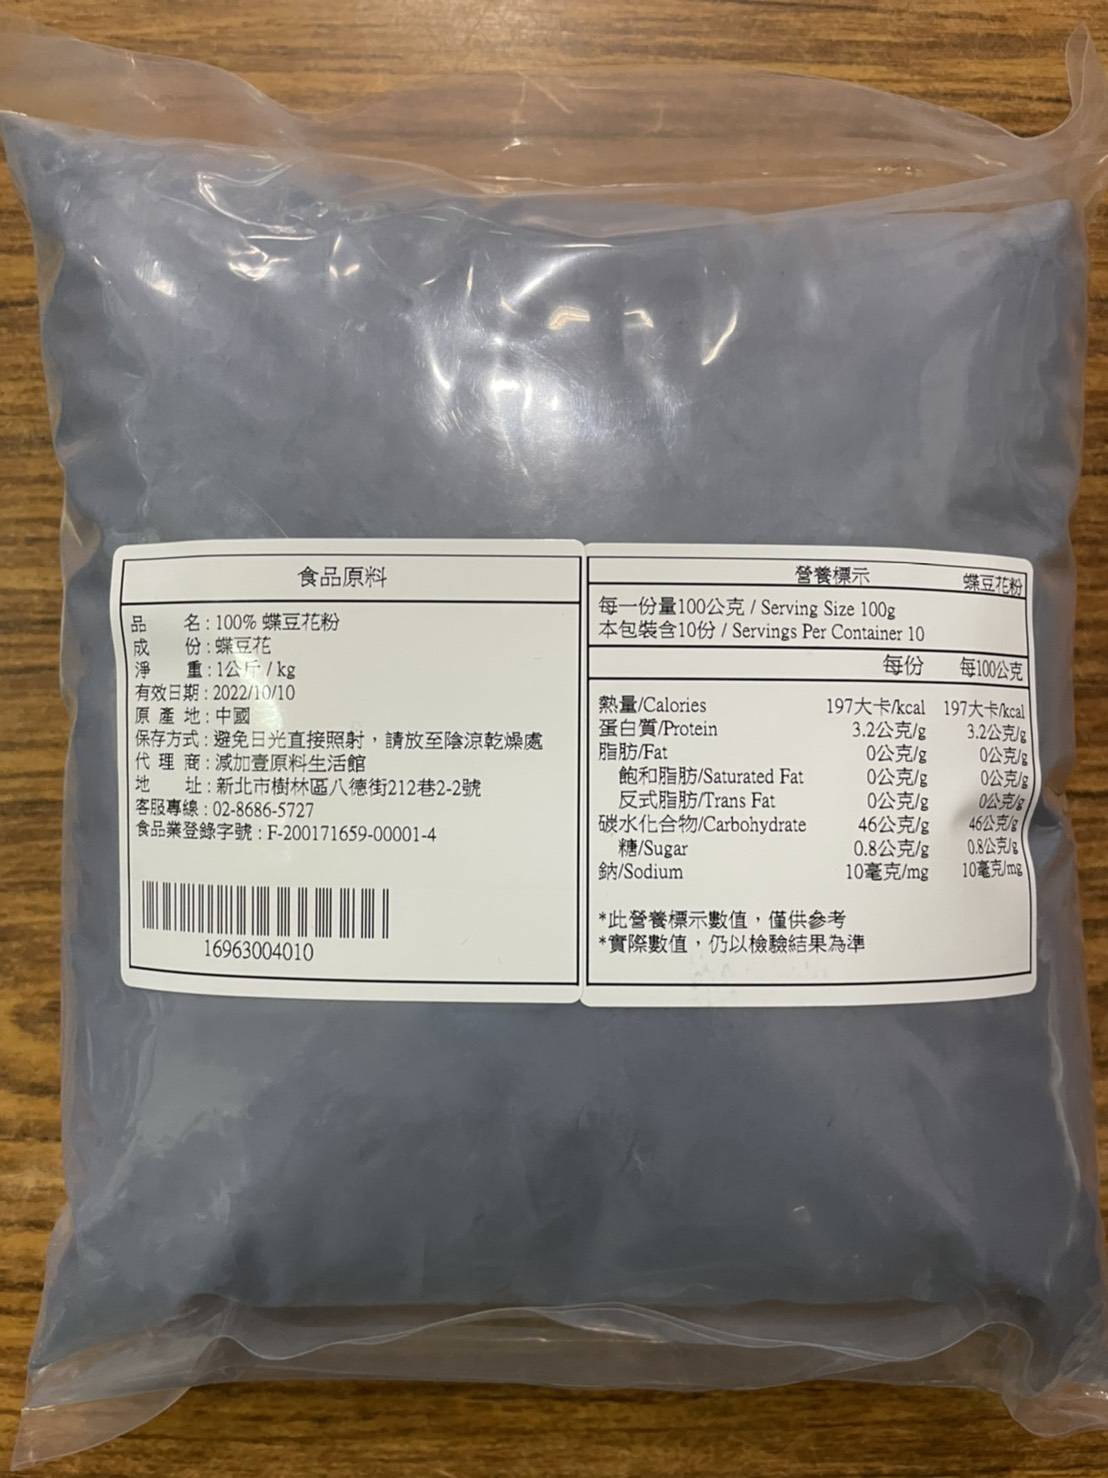 食品原料
品 名：100% 蝶豆花粉
成 份：蝶豆花
淨 重：1公斤 / kg
有效日期：2022/10/10
原 產 地：中國
保存方式：避免日光直接照射，請放至陰涼乾燥處
代 理 商：減加壹原料生活館
地 址：新北市樹林區八德街212巷2-2號
客服專線：02-8686-5727
食品業登錄字號：F-200171659-00001-4
16963004010
營養標示 蝶豆花粉
每一份量100公克 / Serving Size 100g
本包裝含10份 / Servings Per Container 10
每份 每100公克
熱量/Calories 197大卡/kcal 197大卡/kcal
蛋白質/Protein 3.2公克/g 3.2公克/g
脂肪/Fat 0公克/g 0公克/g
飽和脂肪/Saturated Fat 0公克/g 0公克/g
反式脂肪/Trans Fat 0公克/g 0公克/g
碳水化合物/Carbohydrate 46公克/g 46公克/g
糖/Sugar 0.8公克/g 0.8公克/g
鈉/Sodium 10毫克/mg 10毫克/mg
*此營養標示數值，僅供參考
*實際數值，仍以檢驗結果為準